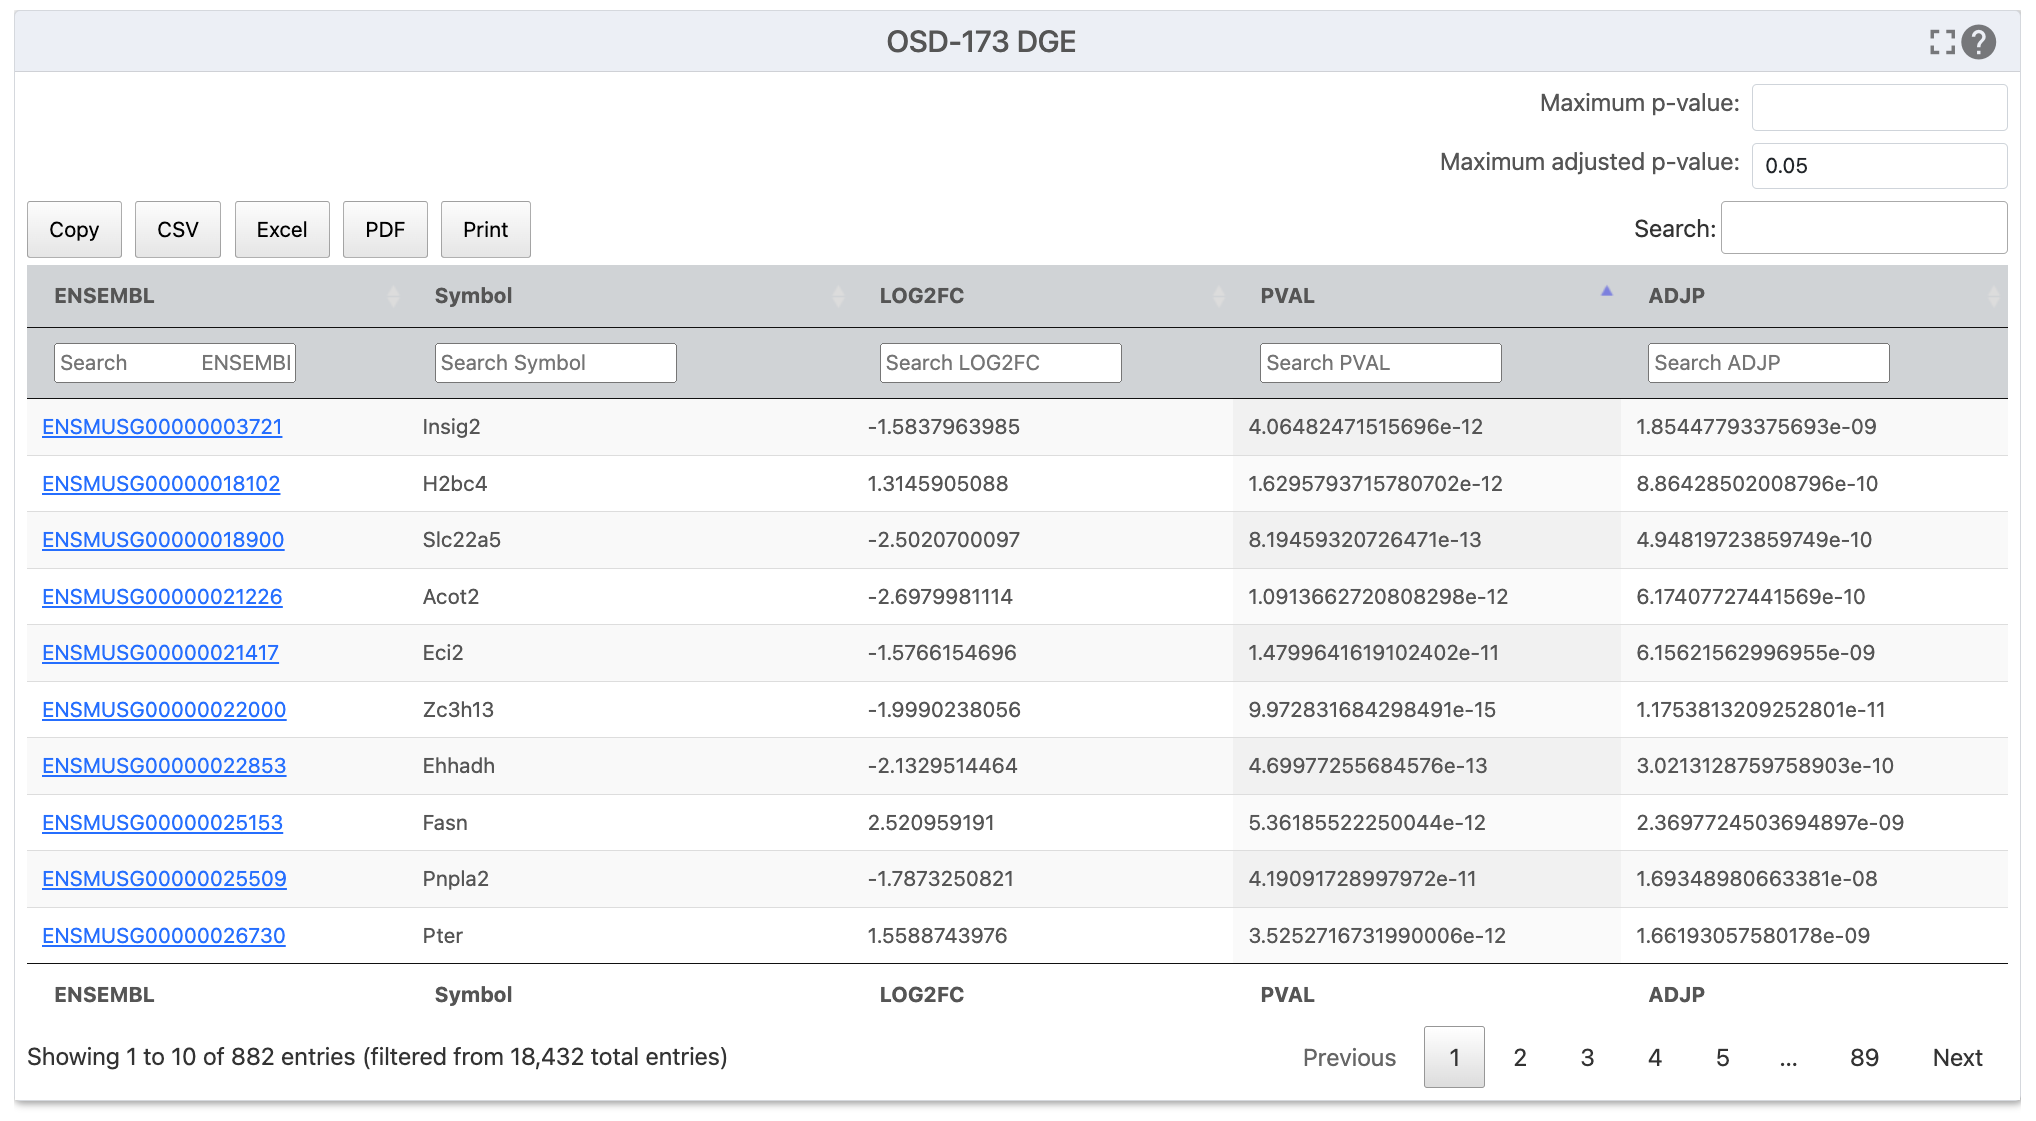 OSD-173 DGE
Maximum p-value:
Maximum adjusted p-value: 0.05
Copy CSV Excel PDF Print Search:
ENSEMBL Symbol LOG2FC PVAL ADJP
Search ENSEMBI Search Symbol Search LOG2FC Search PVAL Search ADJP
ENSMUSG00000003721 Insig2 -1.5837963985 4.06482471515696e-12 1.85447793375693e-09
ENSMUSG00000018102 H2bc4 1.3145905088 1.6295793715780702e-12 8.86428502008796e-10
ENSMUSG00000018900 Slc22a5 -2.5020700097 8.19459320726471e-13 4.94819723859749e-10
ENSMUSG00000021226 Acot2 -2.6979981114 1.0913662720808298e-12 6.17407727441569e-10
ENSMUSG00000021417 Eci2 -1.5766154696 1.4799641619102402e-11 6.15621562996955e-09
ENSMUSG00000022000 Zc3h13 -1.9990238056 9.972831684298491e-15 1.1753813209252801e-11
ENSMUSG00000022853 Ehhadh -2.1329514464 4.69977255684576e-13 3.0213128759758903e-10
ENSMUSG00000025153 Fasn 2.520959191 5.36185522250044e-12 2.3697724503694897e-09
ENSMUSG00000025509 Pnpla2 -1.7873250821 4.19091728997972e-11 1.69348980663381e-08
ENSMUSG00000026730 Pter 1.5588743976 3.5252716731990006e-12 1.66193057580178e-09
ENSEMBL Symbol LOG2FC PVAL ADJP
Showing 1 to 10 of 882 entries (filtered from 18,432 total entries) Previous 1 2 3 4 5 ... 89 Next